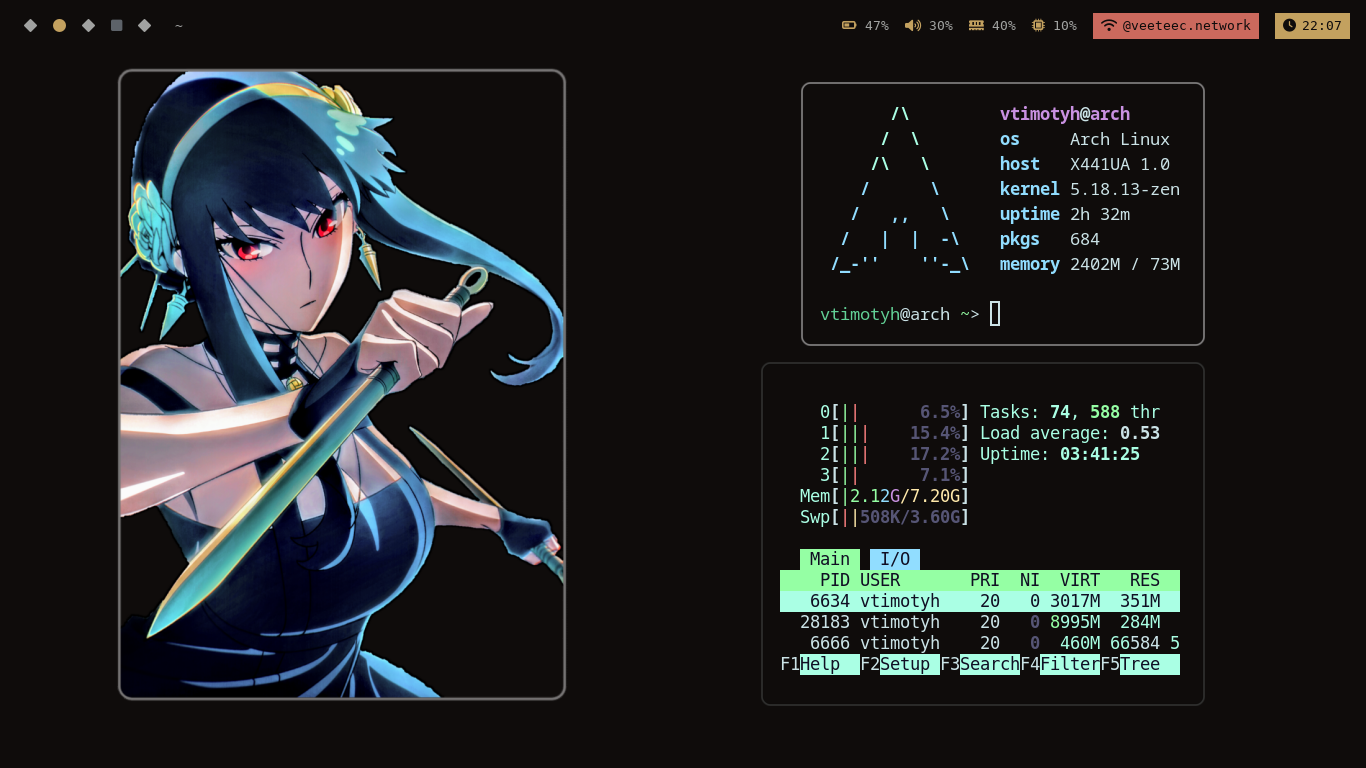 ~ 47% 30% 40% 10% @veeteec.network 22:07
vtimotyh@arch
os Arch Linux
host X441UA 1.0
kernel 5.18.13-zen
uptime 2h 32m
pkgs 684
memory 2402M / 73M
vtimotyh@arch ~>
0[|| 6.5%] Tasks: 74, 588 thr
1[||| 15.4%] Load average: 0.53
2[||| 17.2%] Uptime: 03:41:25
3[|| 7.1%]
Mem[|2.12G/7.20G]
Swp[||508K/3.60G]
Main I/O
PID USER PRI NI VIRT RES
6634 vtimotyh 20 0 3017M 351M
28183 vtimotyh 20 0 8995M 284M
6666 vtimotyh 20 0 460M 66584 5
F1Help F2Setup F3SearchF4FilterF5Tree